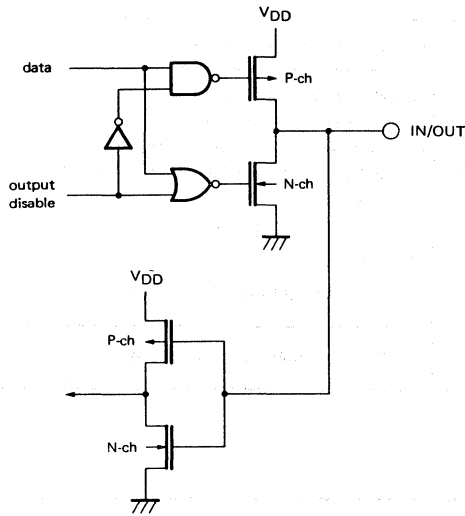 VDD
data
P-ch
IN/OUT
output
disable
N-ch
VDD
P-ch
N-ch